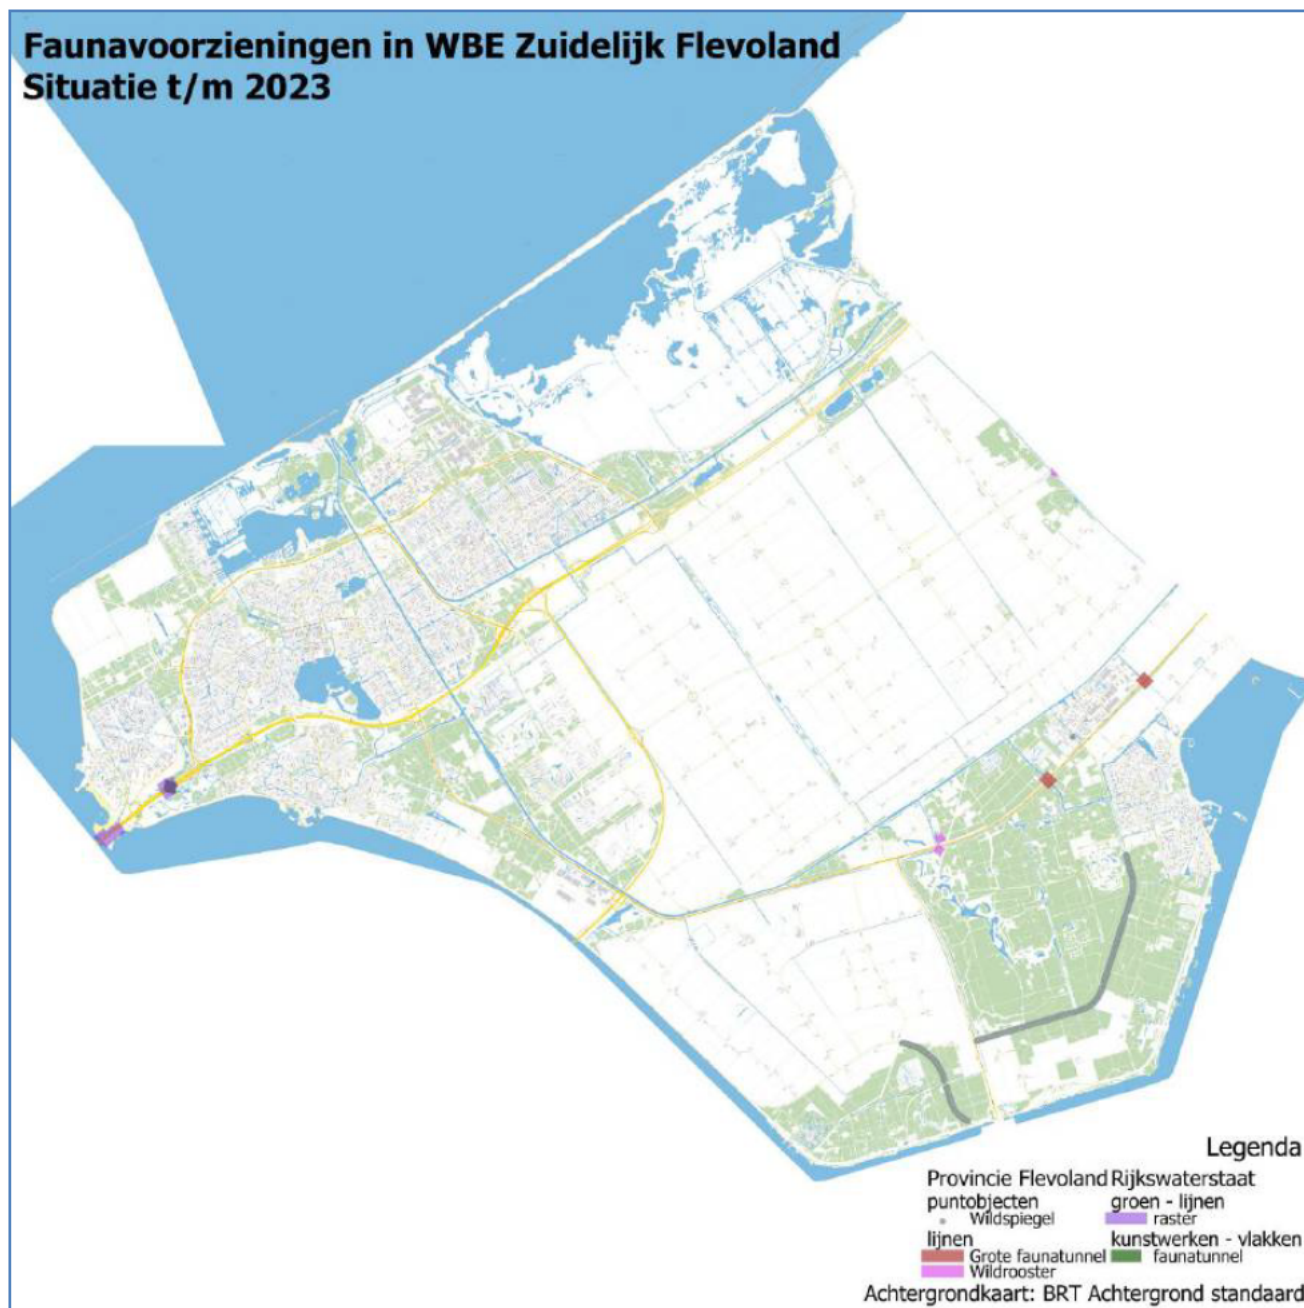 Faunavoorzieningen in WBE Zuidelijk Flevoland
Situatie t/m 2023
Legenda
Provincie Flevoland Rijkswaterstaat
puntobjecten groen - lijnen
Wildspiegel raster
lijnen kunstwerken - vlakken
Grote faunatunnel faunatunnel
Wildrooster
Achtergrondkaart: BRT Achtergrond standaard